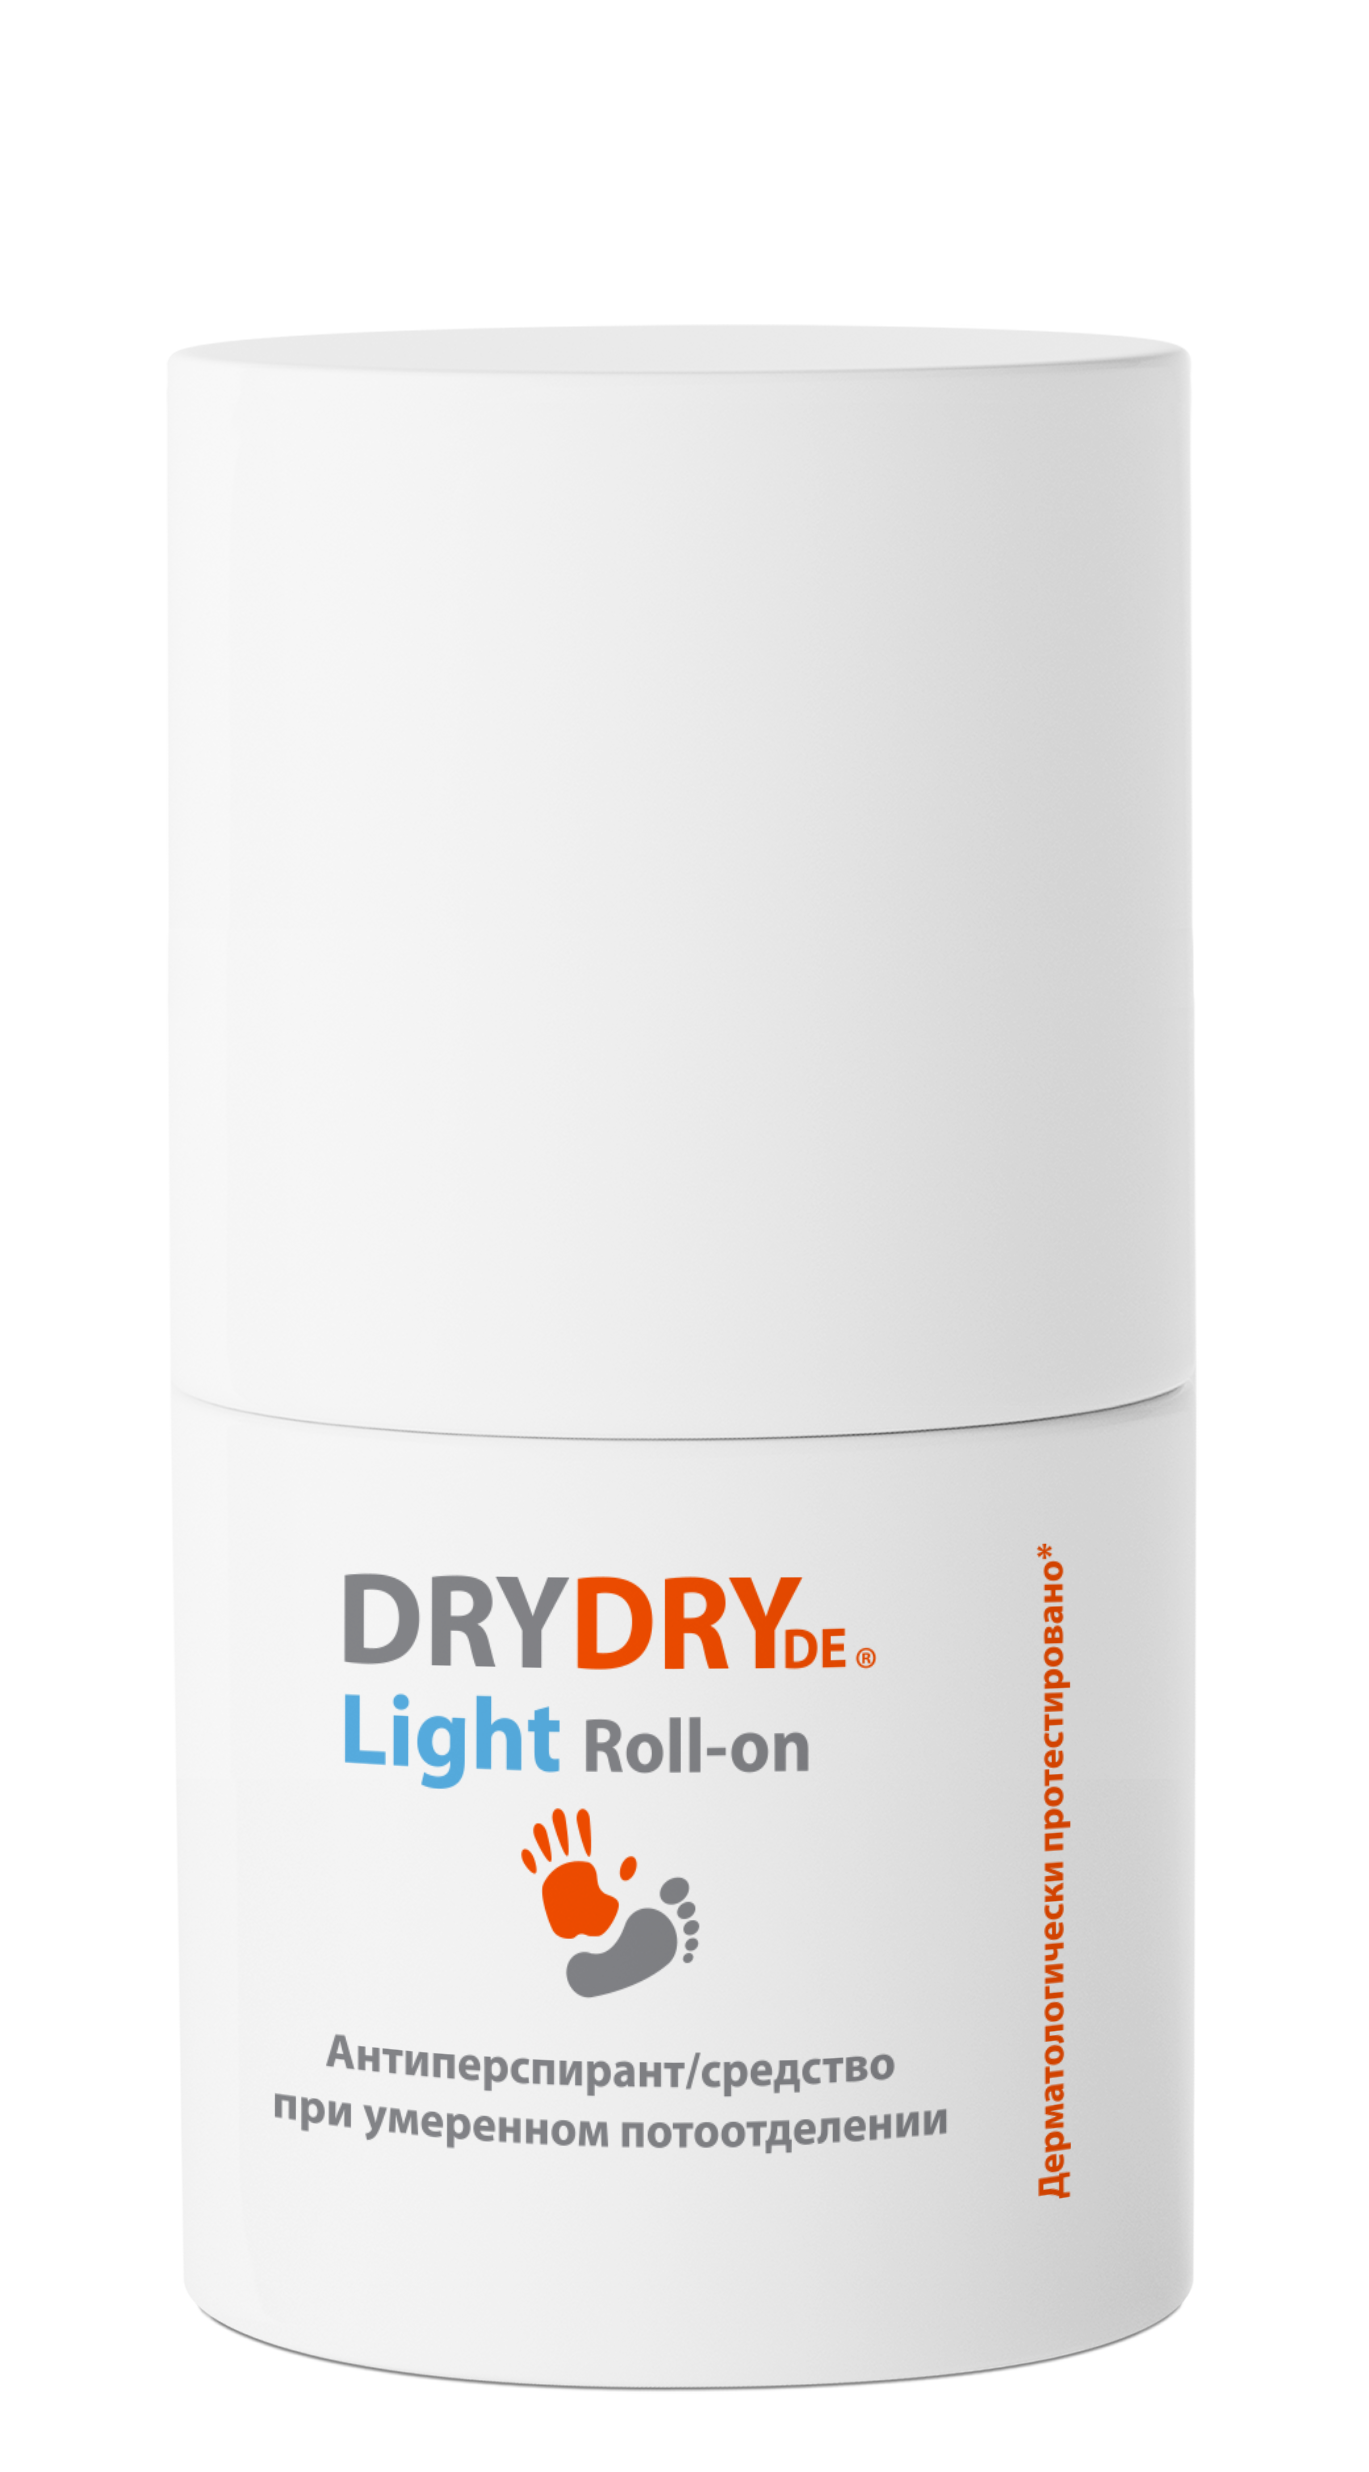 DRYDRYDE®
Light Roll-on
Антиперспирант/средство
при умеренном потоотделении
Дерматологически протестировано*